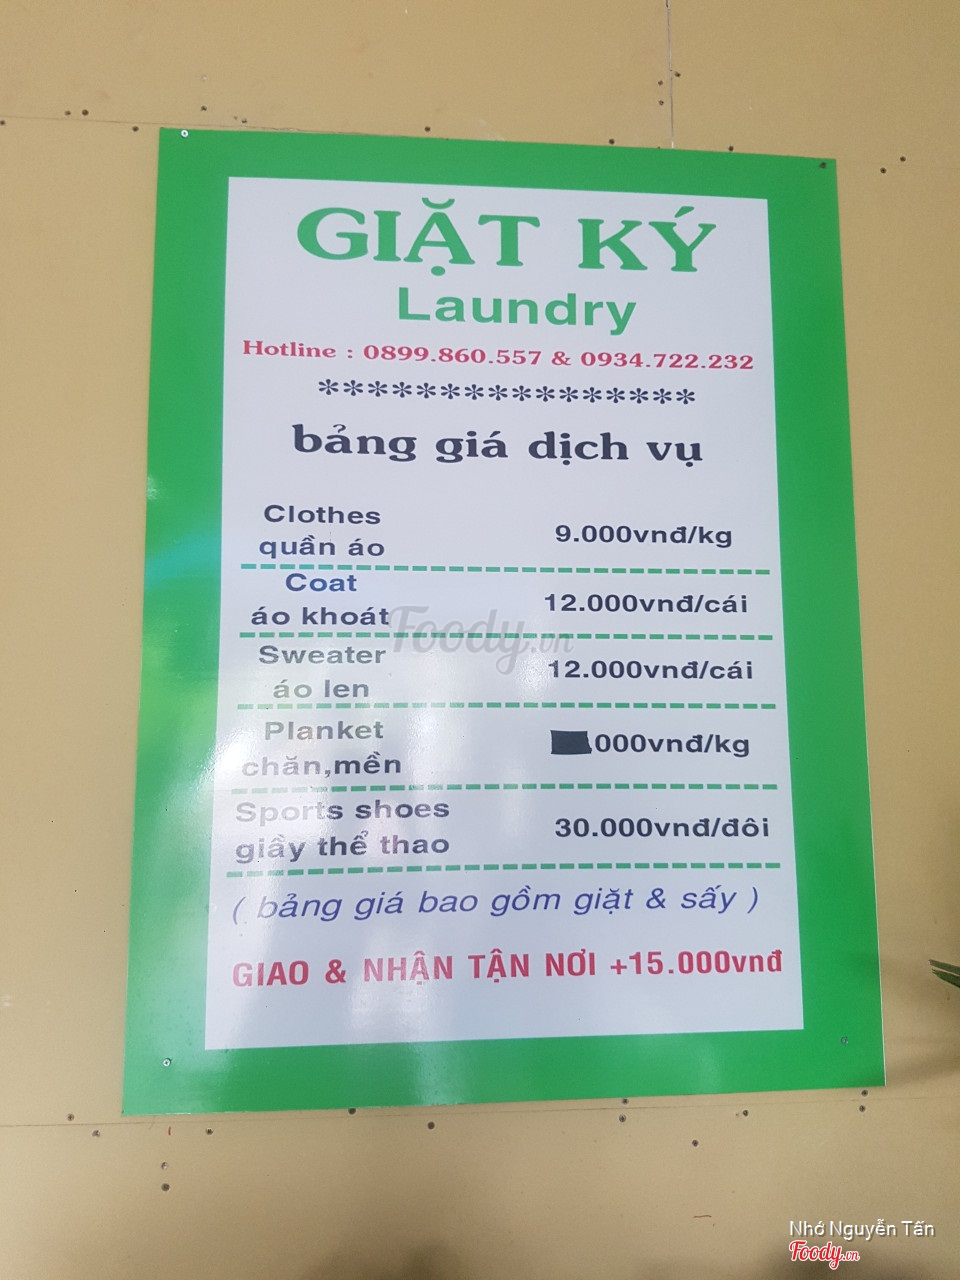 GIẶT KÝ
Laundry
Hotline : 0899.860.557 & 0934.722.232
****************
bảng giá dịch vụ
Clothes
quần áo
9.000vnđ/kg
Coat
áo khoát
12.000vnđ/cái
Sweater
áo len
12.000vnđ/cái
Planket
chăn,mền
.000vnđ/kg
Sports shoes
giầy thể thao
30.000vnđ/đôi
( bảng giá bao gồm giặt & sấy )
GIAO & NHẬN TẬN NƠI +15.000vnđ
Foody.vn
Nhớ Nguyễn Tấn
Foody.vn